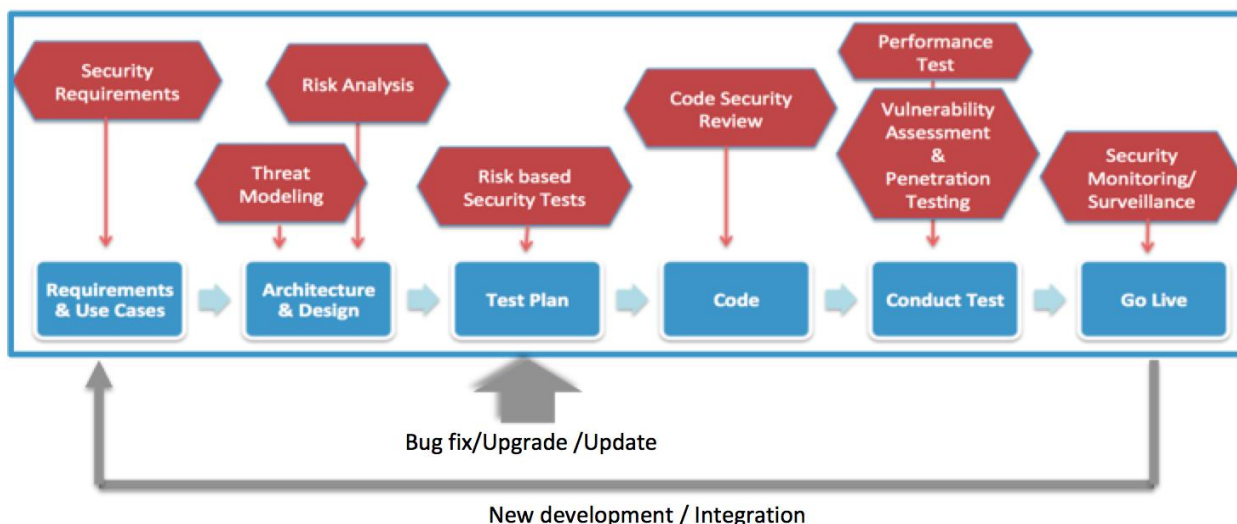 Security
Requirements
Risk Analysis
Threat
Modeling
Risk based
Security Tests
Code Security
Review
Performance
Test
Vulnerability
Assessment
&
Penetration
Testing
Security
Monitoring/
Surveillance
Requirements
& Use Cases
Architecture
& Design
Test Plan
Code
Conduct Test
Go Live
Bug fix/Upgrade /Update
New development / Integration